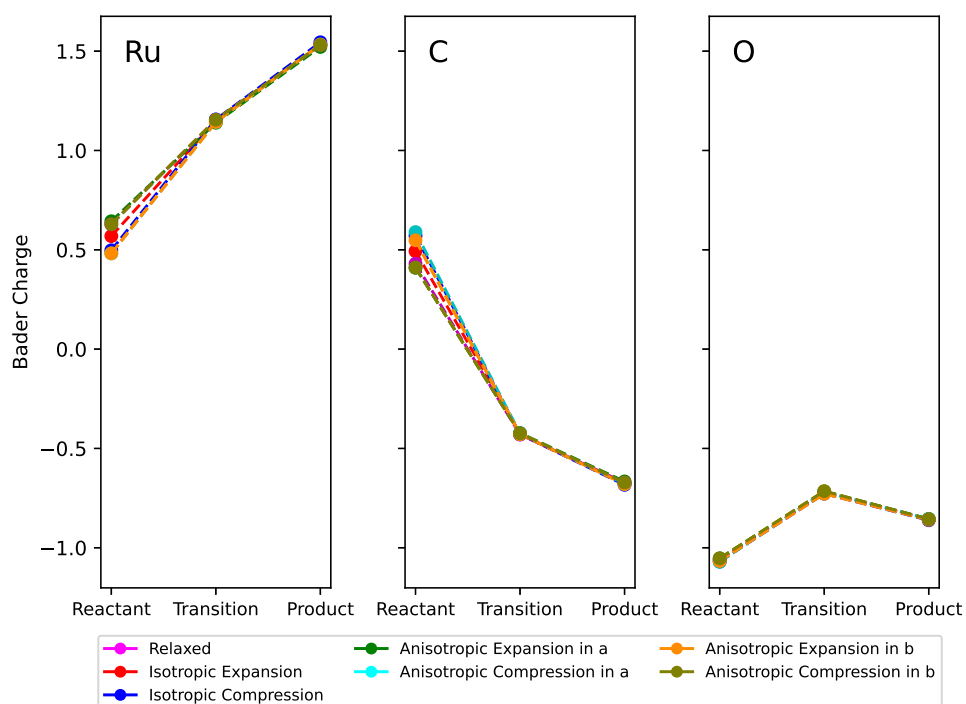 Ru
C
O
1.5
1.0
0.5
0.0
−0.5
−1.0
Bader Charge
Reactant Transition Product
Reactant Transition Product
Reactant Transition Product
Relaxed
Isotropic Expansion
Isotropic Compression
Anisotropic Expansion in a
Anisotropic Compression in a
Anisotropic Expansion in b
Anisotropic Compression in b